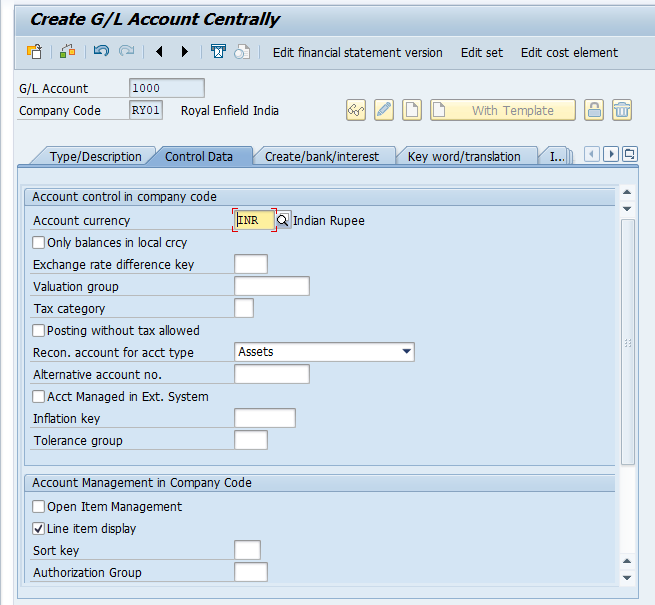 Create G/L Account Centrally
Edit financial statement version Edit set Edit cost element
G/L Account 1000
Company Code RY01 Royal Enfield India With Template
Type/Description Control Data Create/bank/interest Key word/translation I...
Account control in company code
Account currency INR Indian Rupee
Only balances in local crcy
Exchange rate difference key
Valuation group
Tax category
Posting without tax allowed
Recon. account for acct type Assets
Alternative account no.
Acct Managed in Ext. System
Inflation key
Tolerance group
Account Management in Company Code
Open Item Management
Line item display
Sort key
Authorization Group